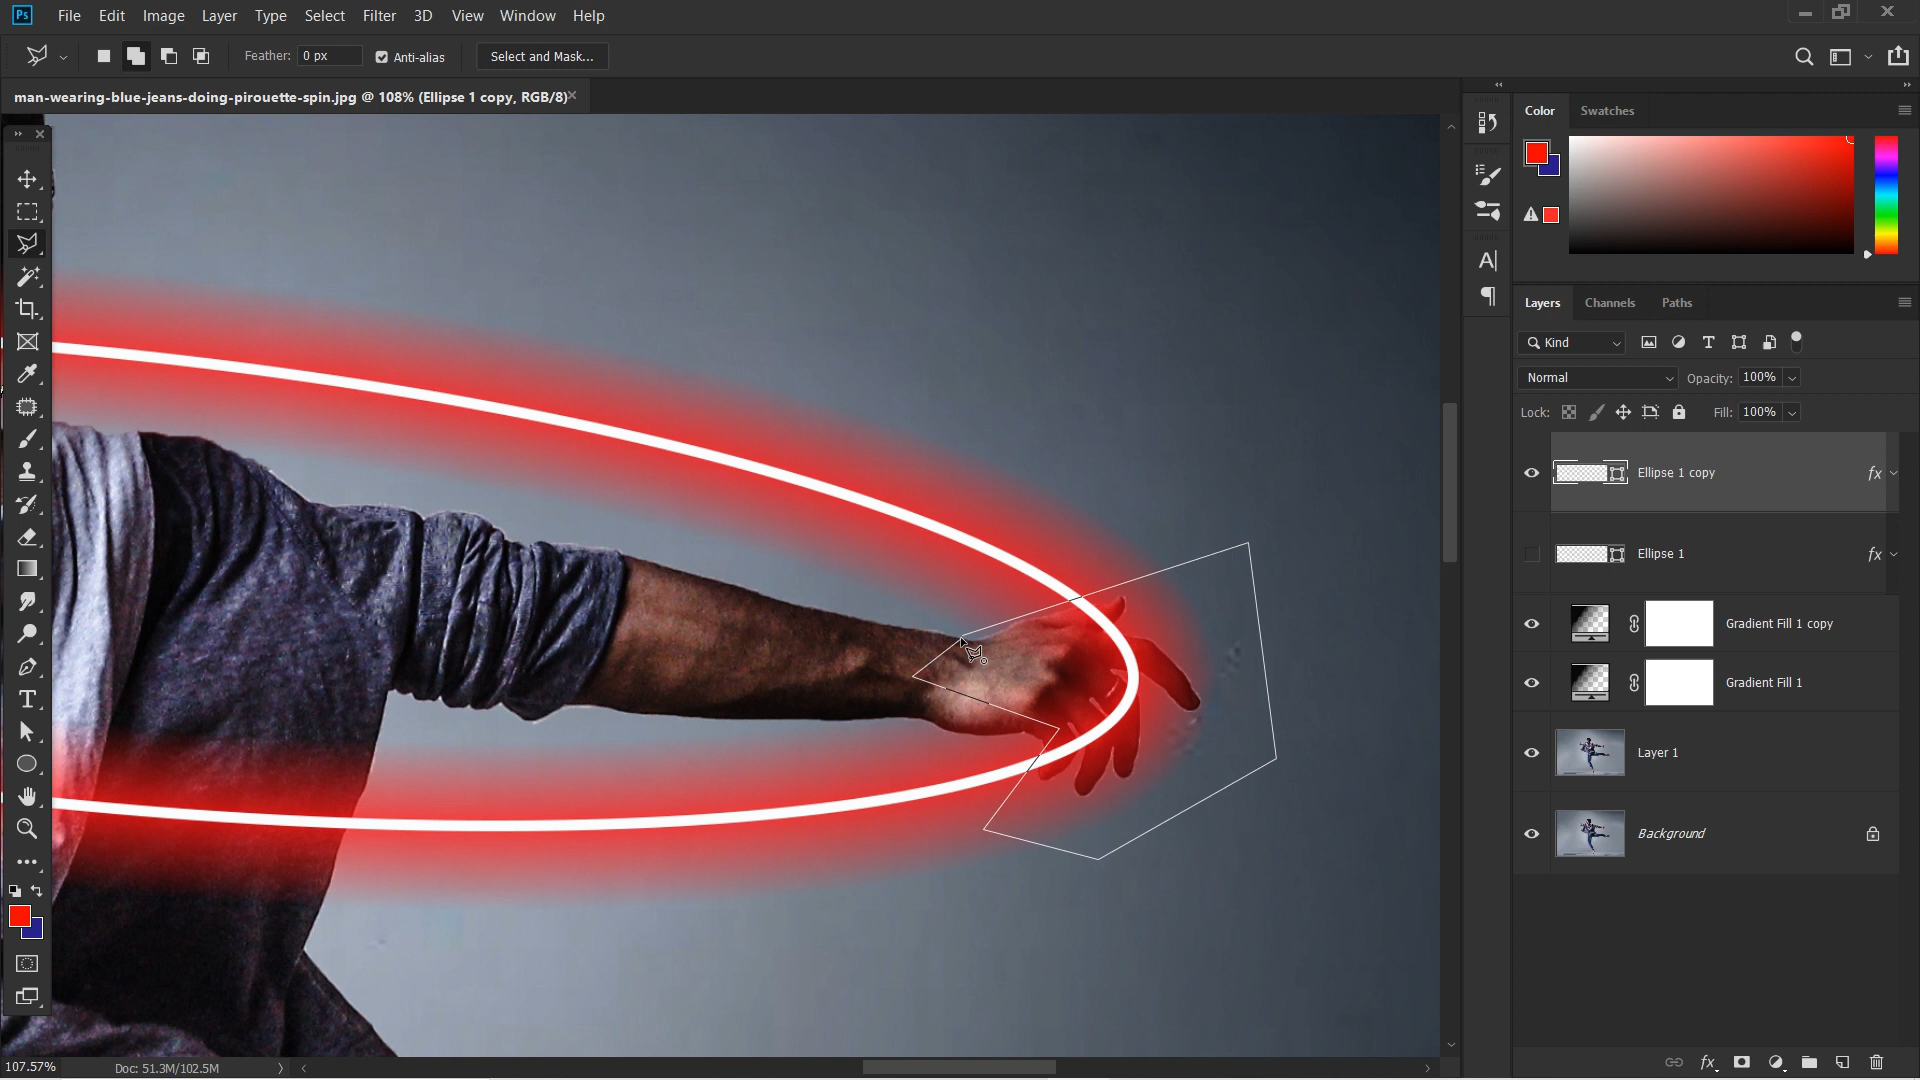 Ps File Edit Image Layer Type Select Filter 3D View Window Help
Feather: 0 px Anti-alias Select and Mask...
man-wearing-blue-jeans-doing-pirouette-spin.jpg @ 108% (Ellipse 1 copy, RGB/8)
Color Swatches
Layers Channels Paths
Kind
Normal Opacity: 100%
Lock: Fill: 100%
Ellipse 1 copy fx
Ellipse 1 fx
Gradient Fill 1 copy
Gradient Fill 1
Layer 1
Background
107.57% Doc: 51.3M/102.5M
fx